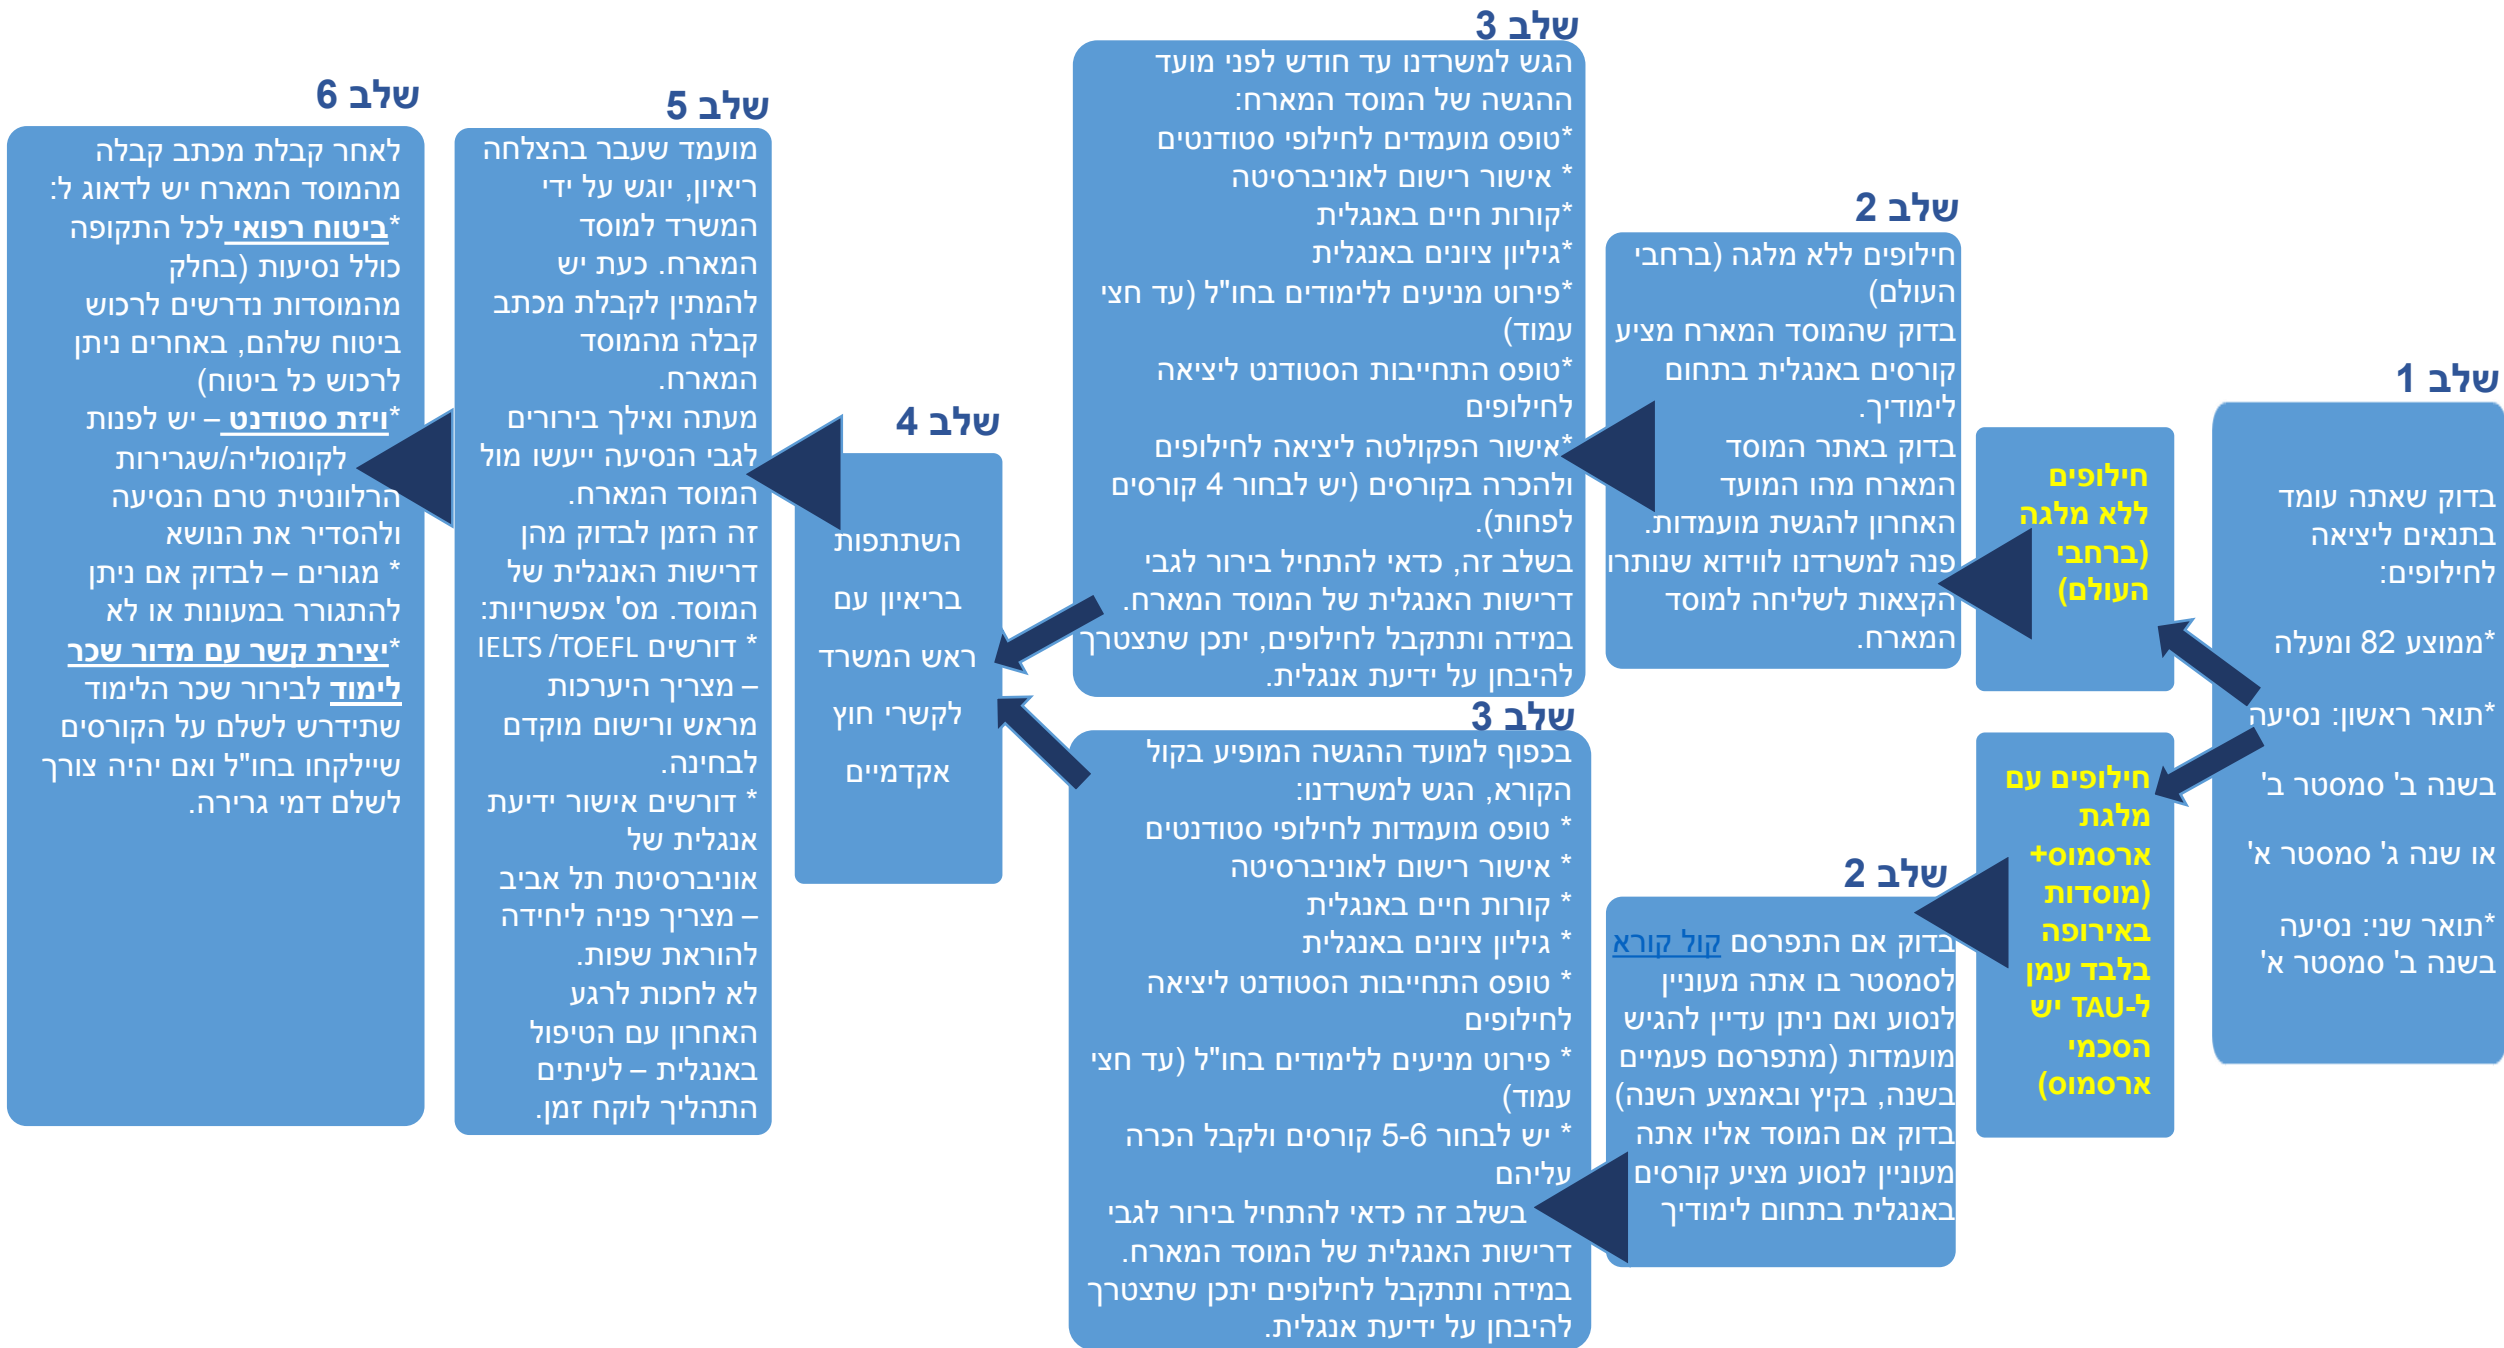 שלב 1
בדוק שאתה עומד
בתנאים ליציאה
לחילופים:
*ממוצע 82 ומעלה
*תואר ראשון: נסיעה
בשנה ב' סמסטר ב'
או שנה ג' סמסטר א'
*תואר שני: נסיעה
בשנה ב' סמסטר א'
חילופים
ללא מלגה
(ברחבי
העולם)
שלב 2
חילופים ללא מלגה (ברחבי
העולם)
בדוק שהמוסד המארח מציע
קורסים באנגלית בתחום
לימודיך.
בדוק באתר המוסד
המארח מהו המועד
האחרון להגשת מועמדות.
פנה למשרדנו לווידוא שנותרו
הקצאות לשליחה למוסד
המארח.
שלב 3
הגש למשרדנו עד חודש לפני מועד
ההגשה של המוסד המארח:
*טופס מועמדים לחילופי סטודנטים
* אישור רישום לאוניברסיטה
*קורות חיים באנגלית
*גיליון ציונים באנגלית
*פירוט מניעים ללימודים בחו"ל (עד חצי
עמוד)
*טופס התחייבות הסטודנט ליציאה
לחילופים
*אישור הפקולטה ליציאה לחילופים
ולהכרה בקורסים (יש לבחור 4 קורסים
לפחות).
בשלב זה, כדאי להתחיל בירור לגבי
דרישות האנגלית של המוסד המארח.
במידה ותתקבל לחילופים, יתכן שתצטרך
להיבחן על ידיעת אנגלית.
חילופים עם
מלגת
ארסמוס+
(מוסדות
באירופה
בלבד עמן
ל-TAU יש
הסכמי
ארסמוס)
שלב 2
בדוק אם התפרסם קול קורא
לסמסטר בו אתה מעוניין
לנסוע ואם ניתן עדיין להגיש
מועמדות (מתפרסם פעמיים
בשנה, בקיץ ובאמצע השנה)
בדוק אם המוסד אליו אתה
מעוניין לנסוע מציע קורסים
באנגלית בתחום לימודיך
שלב 3
בכפוף למועד ההגשה המופיע בקול
הקורא, הגש למשרדנו:
* טופס מועמדות לחילופי סטודנטים
* אישור רישום לאוניברסיטה
* קורות חיים באנגלית
* גיליון ציונים באנגלית
* טופס התחייבות הסטודנט ליציאה
לחילופים
* פירוט מניעים ללימודים בחו"ל (עד חצי
עמוד)
* יש לבחור 5-6 קורסים ולקבל הכרה
עליהם
בשלב זה כדאי להתחיל בירור לגבי
דרישות האנגלית של המוסד המארח.
במידה ותתקבל לחילופים יתכן שתצטרך
להיבחן על ידיעת אנגלית.
שלב 4
השתתפות
בריאיון עם
ראש המשרד
לקשרי חוץ
אקדמיים
שלב 5
מועמד שעבר בהצלחה
ריאיון, יוגש על ידי
המשרד למוסד
המארח. כעת יש
להמתין לקבלת מכתב
קבלה מהמוסד
המארח.
מעתה ואילך בירורים
לגבי הנסיעה ייעשו מול
המוסד המארח.
זה הזמן לבדוק מהן
דרישות האנגלית של
המוסד. מס' אפשרויות:
* דורשים IELTS /TOEFL
– מצריך היערכות
מראש ורישום מוקדם
לבחינה.
* דורשים אישור ידיעת
אנגלית של
אוניברסיטת תל אביב
– מצריך פניה ליחידה
להוראת שפות.
לא לחכות לרגע
האחרון עם הטיפול
באנגלית – לעיתים
התהליך לוקח זמן.
שלב 6
לאחר קבלת מכתב קבלה
מהמוסד המארח יש לדאוג ל:
*ביטוח רפואי לכל התקופה
כולל נסיעות (בחלק
מהמוסדות נדרשים לרכוש
ביטוח שלהם, באחרים ניתן
לרכוש כל ביטוח)
*ויזת סטודנט – יש לפנות
לקונסוליה/שגרירות
הרלוונטית טרם הנסיעה
ולהסדיר את הנושא
* מגורים – לבדוק אם ניתן
להתגורר במעונות או לא
*יצירת קשר עם מדור שכר
לימוד לבירור שכר הלימוד
שתידרש לשלם על הקורסים
שיילקחו בחו"ל ואם יהיה צורך
לשלם דמי גרירה.